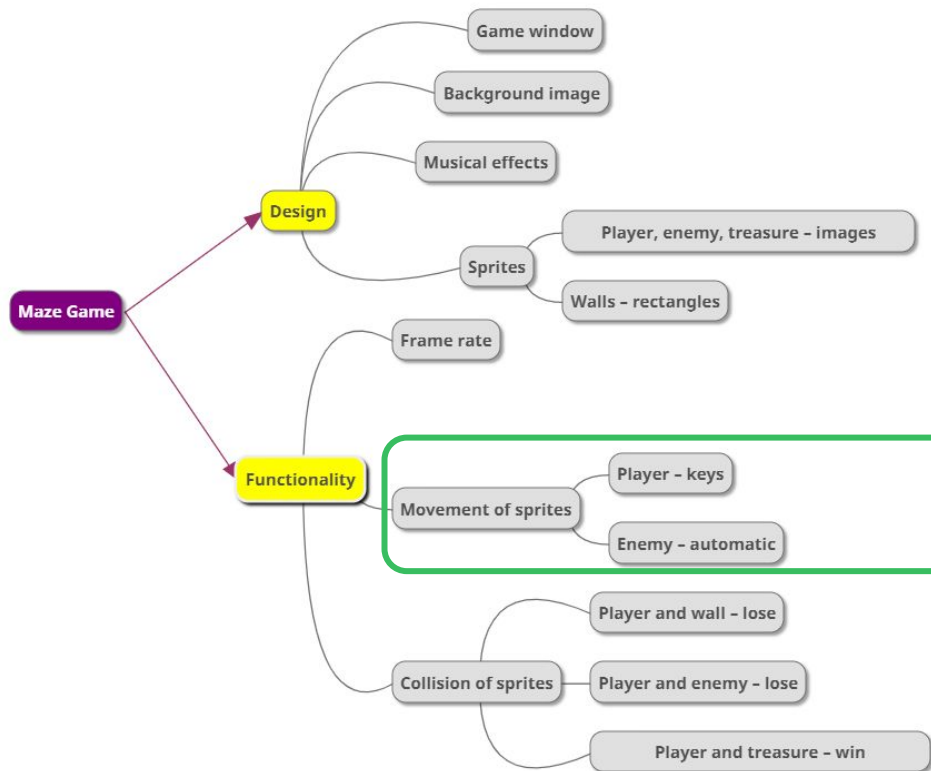 Game window
Background image
Musical effects
Design
Player, enemy, treasure – images
Sprites
Walls – rectangles
Maze Game
Frame rate
Functionality
Player – keys
Movement of sprites
Enemy – automatic
Player and wall – lose
Collision of sprites
Player and enemy – lose
Player and treasure – win